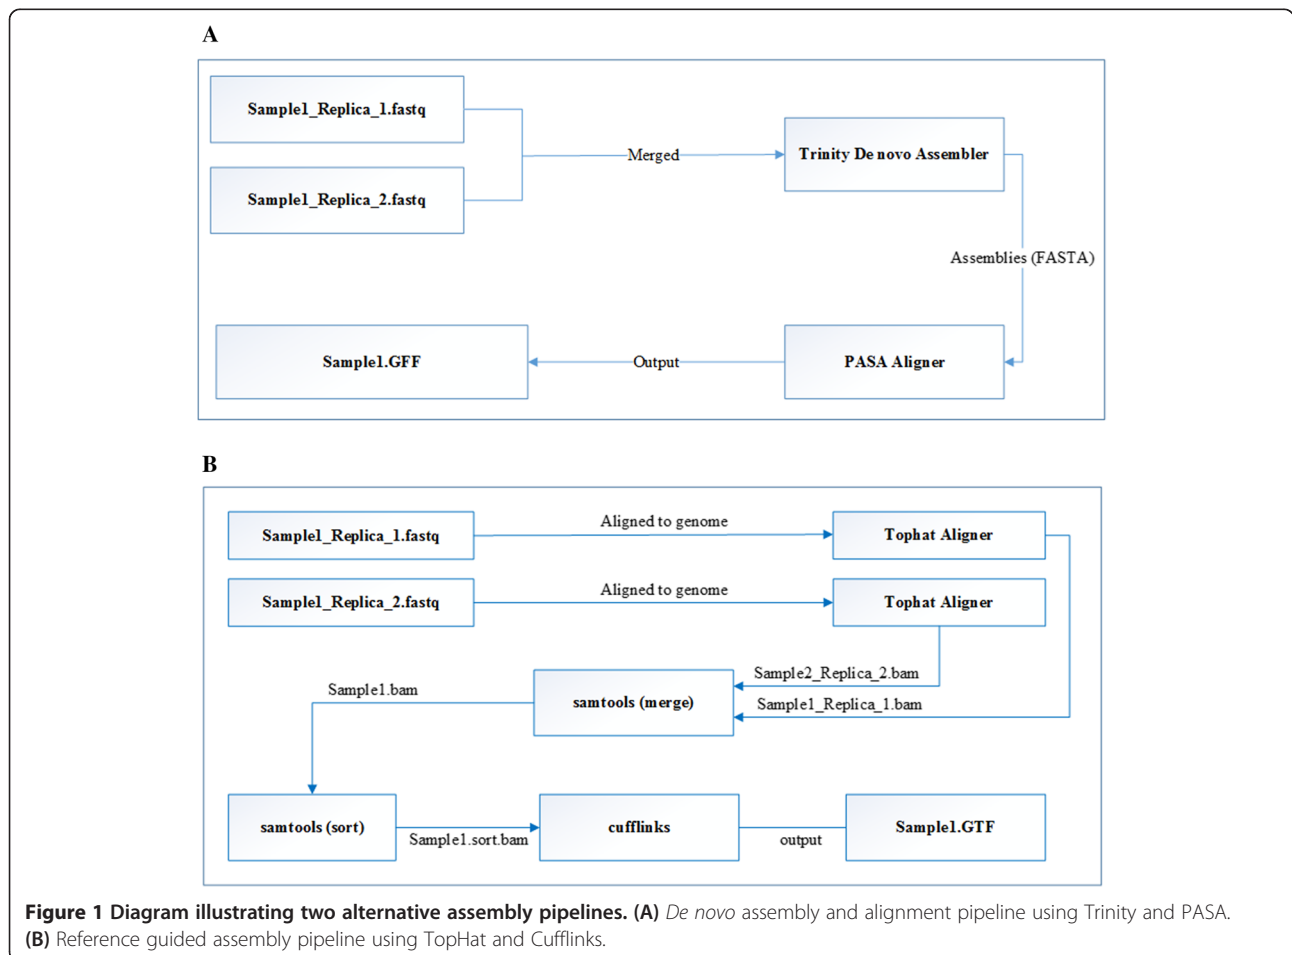 A
Sample1_Replica_1.fastq
Sample1_Replica_2.fastq
Merged
Trinity De novo Assembler
Assemblies (FASTA)
Sample1.GFF
Output
PASA Aligner
B
Sample1_Replica_1.fastq
Aligned to genome
Tophat Aligner
Sample1_Replica_2.fastq
Aligned to genome
Tophat Aligner
Sample2_Replica_2.bam
Sample1.bam
samtools (merge)
Sample1_Replica_1.bam
samtools (sort)
Sample1.sort.bam
cufflinks
output
Sample1.GTF
Figure 1 Diagram illustrating two alternative assembly pipelines. (A) De novo assembly and alignment pipeline using Trinity and PASA.
(B) Reference guided assembly pipeline using TopHat and Cufflinks.